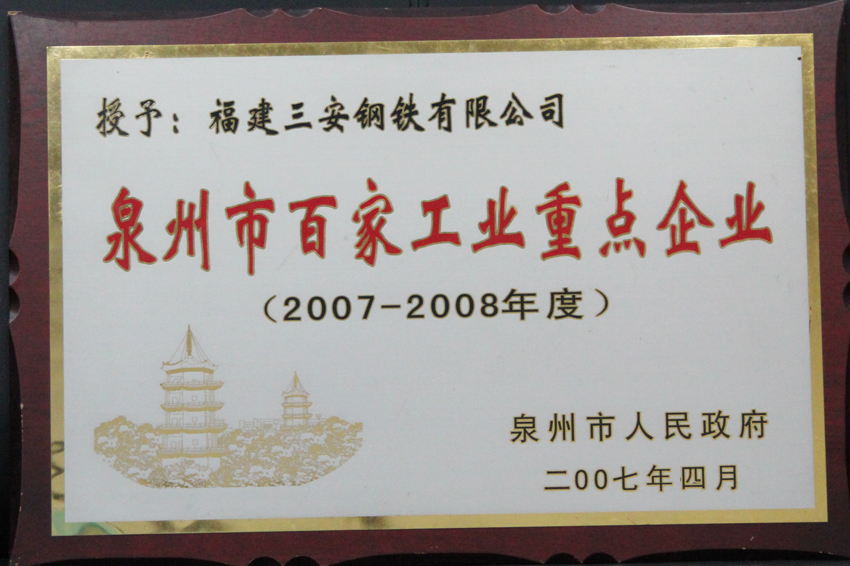 授予：福建三安钢铁有限公司
泉州市百家工业重点企业
（2007-2008年度）
泉州市人民政府
二00七年四月